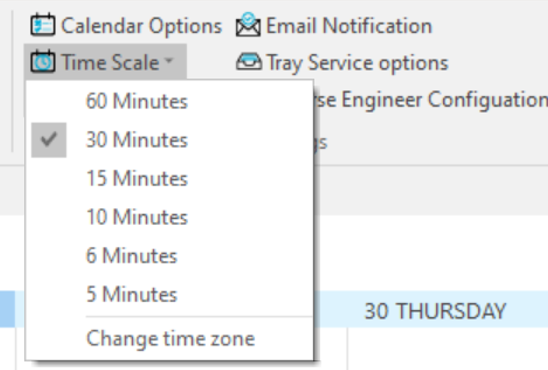 Calendar Options Email Notification
Time Scale Tray Service options
60 Minutes Engineer Configuation
30 Minutes
15 Minutes
10 Minutes
6 Minutes
5 Minutes
30 THURSDAY
Change time zone